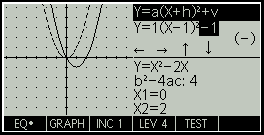 Y=a(X+h)²+v
Y=1(X-1)²-1
← → ↑ ↓ (-)
Y=X²-2X
b²-4ac: 4
X1=0
X2=2
EQ• GRAPH INC 1 LEV 4 TEST